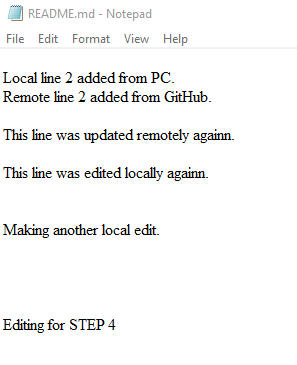 README.md - Notepad
File Edit Format View Help
Local line 2 added from PC.
Remote line 2 added from GitHub.
This line was updated remotely againn.
This line was edited locally againn.
Making another local edit.
Editing for STEP 4